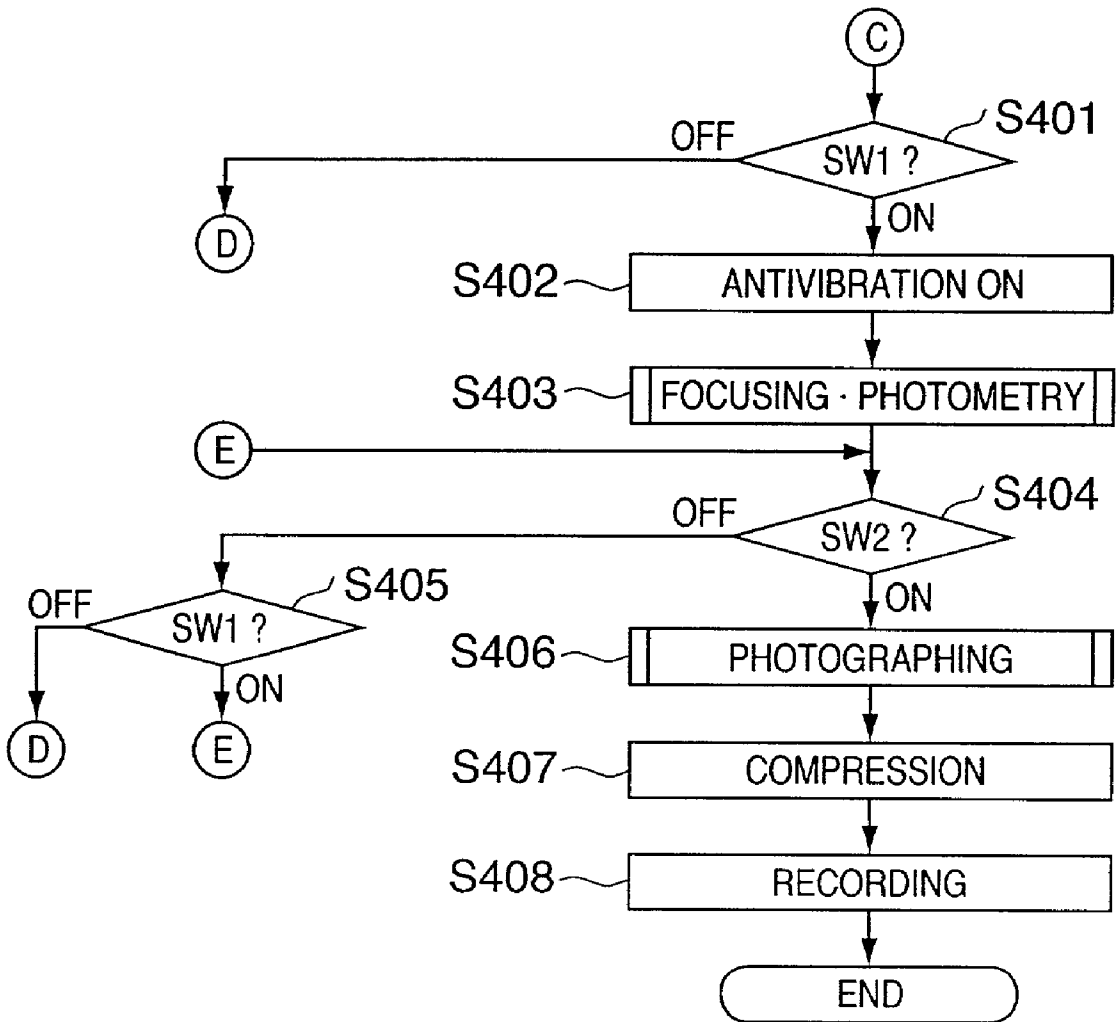 C
S401
OFF
SW1 ?
D
ON
S402
ANTIVIBRATION ON
S403
FOCUSING · PHOTOMETRY
E
S404
OFF
SW2 ?
S405
ON
OFF
SW1 ?
S406
PHOTOGRAPHING
ON
D
E
S407
COMPRESSION
S408
RECORDING
END